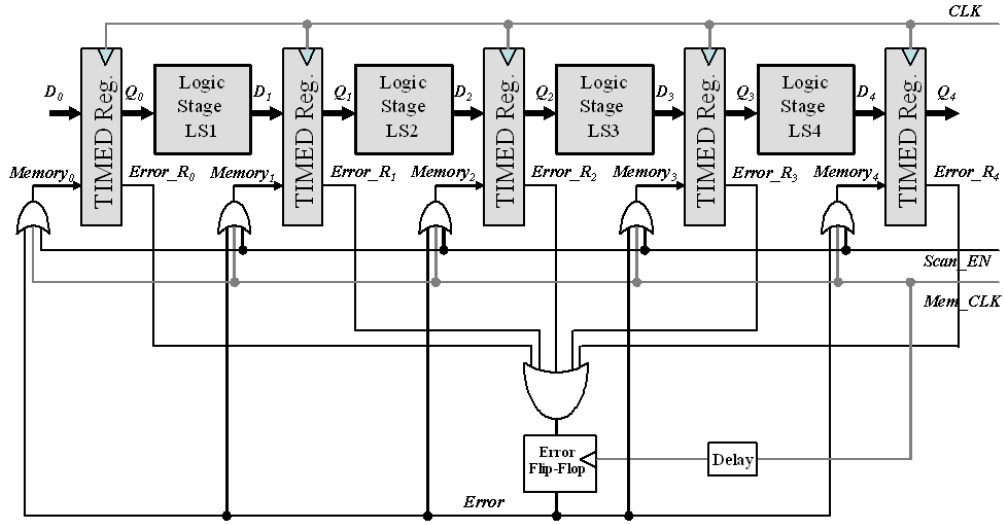 CLK
TIMED Reg.
TIMED Reg.
TIMED Reg.
TIMED Reg.
TIMED Reg.
D0
Q0
Logic
Stage
LS1
D1
Q1
Logic
Stage
LS2
D2
Q2
Logic
Stage
LS3
D3
Q3
Logic
Stage
LS4
D4
Q4
Memory0
Error_R0
Memory1
Error_R1
Memory2
Error_R2
Memory3
Error_R3
Memory4
Error_R4
Scan_EN
Mem_CLK
Error
Flip-Flop
Delay
Error